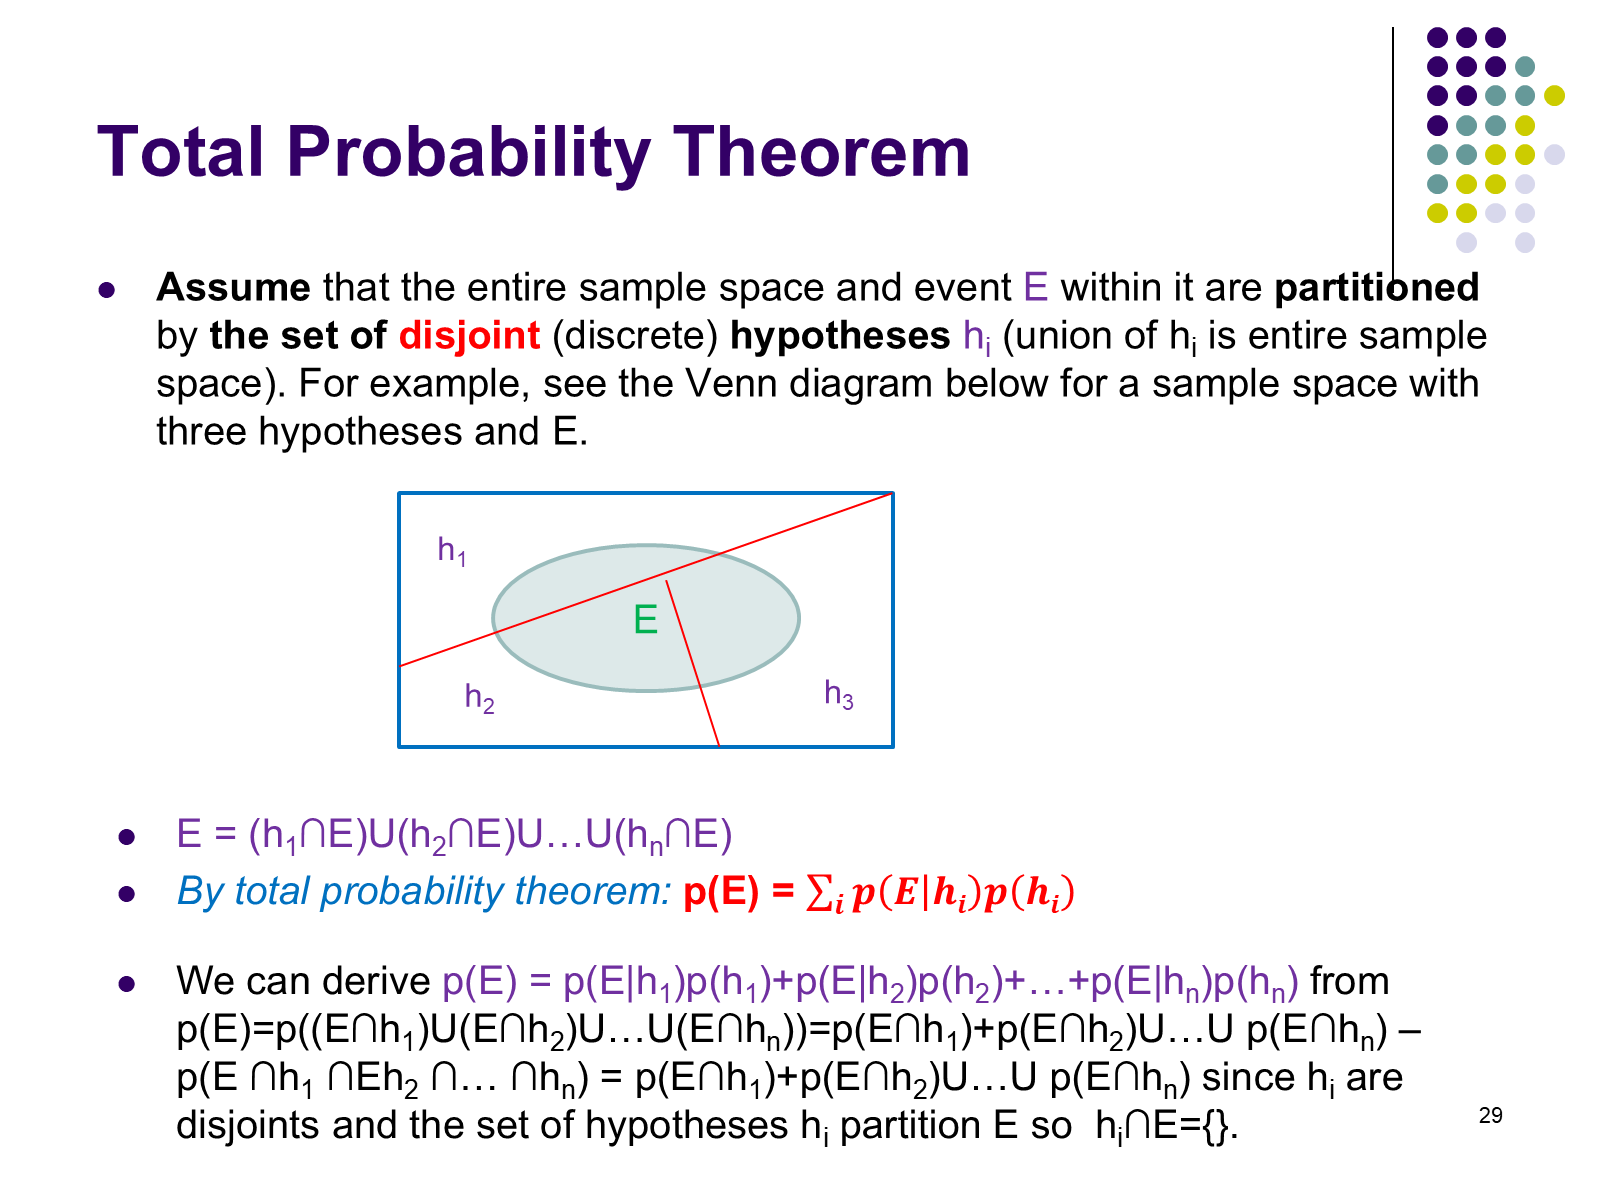 Total Probability Theorem
● Assume that the entire sample space and event E within it are partitioned
by the set of disjoint (discrete) hypotheses hᵢ (union of hᵢ is entire sample
space). For example, see the Venn diagram below for a sample space with
three hypotheses and E.
h₁
E
h₂
h₃
● E = (h₁∩E)U(h₂∩E)U…U(hₙ∩E)
● By total probability theorem: p(E) = ∑ᵢ p(E|hᵢ)p(hᵢ)
● We can derive p(E) = p(E|h₁)p(h₁)+p(E|h₂)p(h₂)+…+p(E|hₙ)p(hₙ) from
p(E)=p((E∩h₁)U(E∩h₂)U…U(E∩hₙ))=p(E∩h₁)+p(E∩h₂)U…U p(E∩hₙ) –
p(E ∩h₁ ∩Eh₂ ∩… ∩hₙ) = p(E∩h₁)+p(E∩h₂)U…U p(E∩hₙ) since hᵢ are
disjoints and the set of hypotheses hᵢ partition E so hᵢ∩E={}.
29